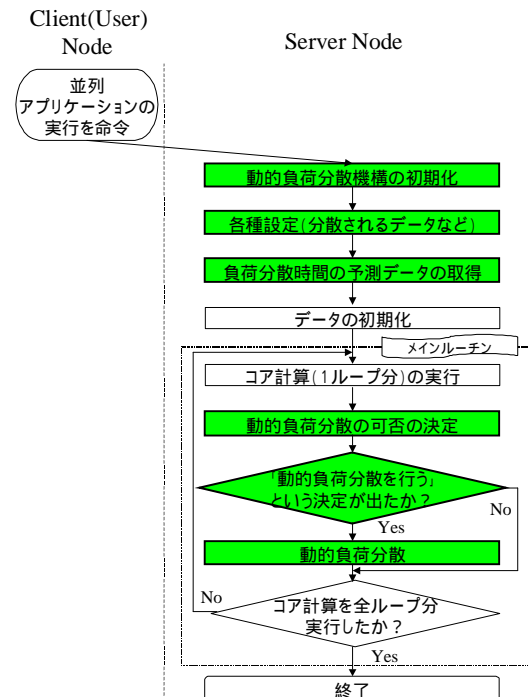 Client(User)
Node
Server Node
並列
アプリケーションの
実行を命令
動的負荷分散機構の初期化
各種設定(分散されるデータなど)
負荷分散時間の予測データの取得
データの初期化
メインルーチン
コア計算(1ループ分)の実行
動的負荷分散の可否の決定
「動的負荷分散を行う」
という決定が出たか？
No
Yes
動的負荷分散
No
コア計算を全ループ分
実行したか？
Yes
終了